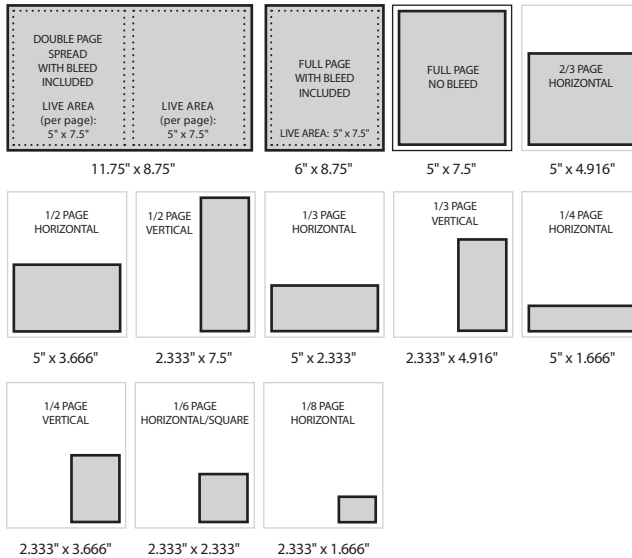 DOUBLE PAGE
SPREAD
WITH BLEED
INCLUDED
LIVE AREA
(per page):
5" x 7.5"
LIVE AREA
(per page):
5" x 7.5"
11.75" x 8.75"
FULL PAGE
WITH BLEED
INCLUDED
LIVE AREA: 5" x 7.5"
6" x 8.75"
FULL PAGE
NO BLEED
5" x 7.5"
2/3 PAGE
HORIZONTAL
5" x 4.916"
1/2 PAGE
HORIZONTAL
5" x 3.666"
1/2 PAGE
VERTICAL
2.333" x 7.5"
1/3 PAGE
HORIZONTAL
5" x 2.333"
1/3 PAGE
VERTICAL
2.333" x 4.916"
1/4 PAGE
HORIZONTAL
5" x 1.666"
1/4 PAGE
VERTICAL
2.333" x 3.666"
1/6 PAGE
HORIZONTAL/SQUARE
2.333" x 2.333"
1/8 PAGE
HORIZONTAL
2.333" x 1.666"